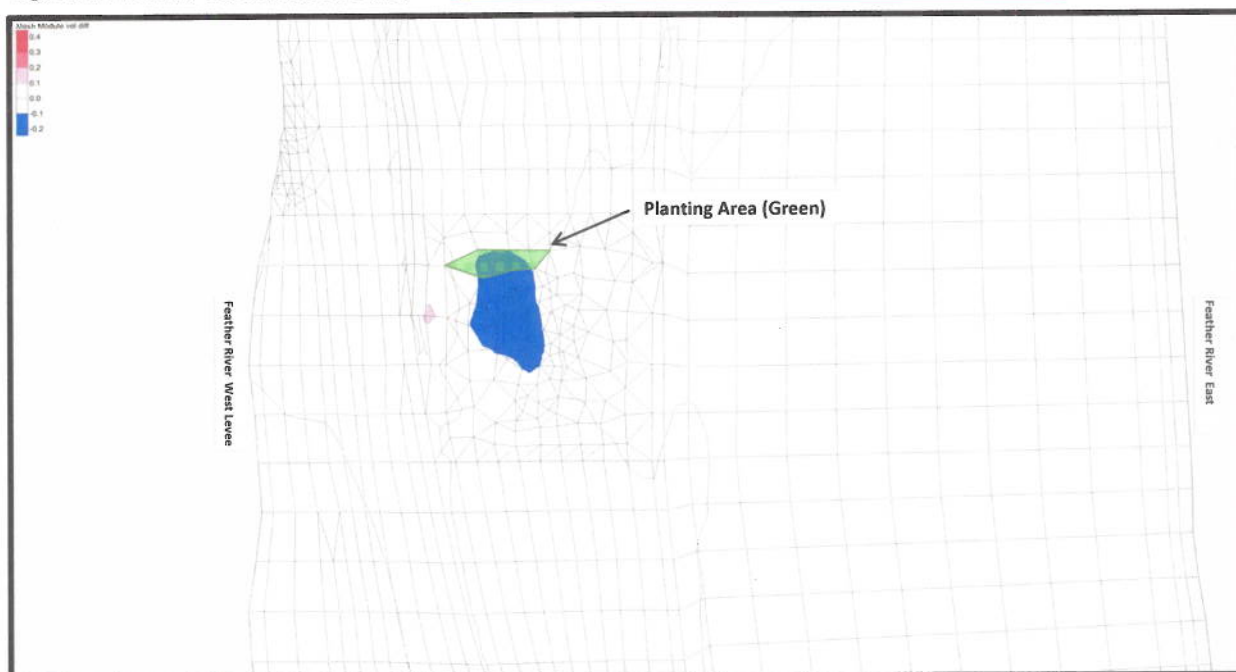 Mesh Module vel diff
0.4
0.3
0.2
0.1
0.0
-0.1
-0.2
Planting Area (Green)
Feather River West Levee
Feather River East